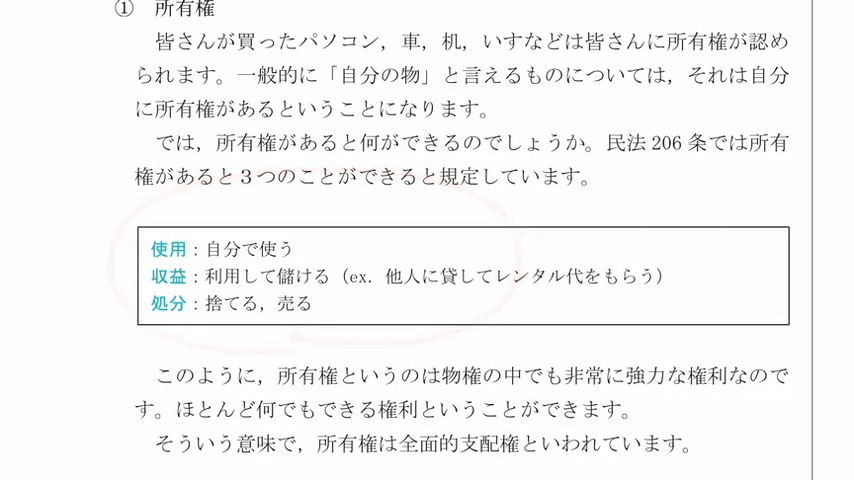 ① 所有権
皆さんが買ったパソコン，車，机，いすなどは皆さんに所有権が認め
られます。一般的に「自分の物」と言えるものについては，それは自分
に所有権があるということになります。
では，所有権があると何ができるのでしょうか。民法 206 条では所有
権があると３つのことができると規定しています。
使用：自分で使う
収益：利用して儲ける（ex．他人に貸してレンタル代をもらう）
処分：捨てる，売る
このように，所有権というのは物権の中でも非常に強力な権利なので
す。ほとんど何でもできる権利ということができます。
そういう意味で，所有権は全面的支配権といわれています。